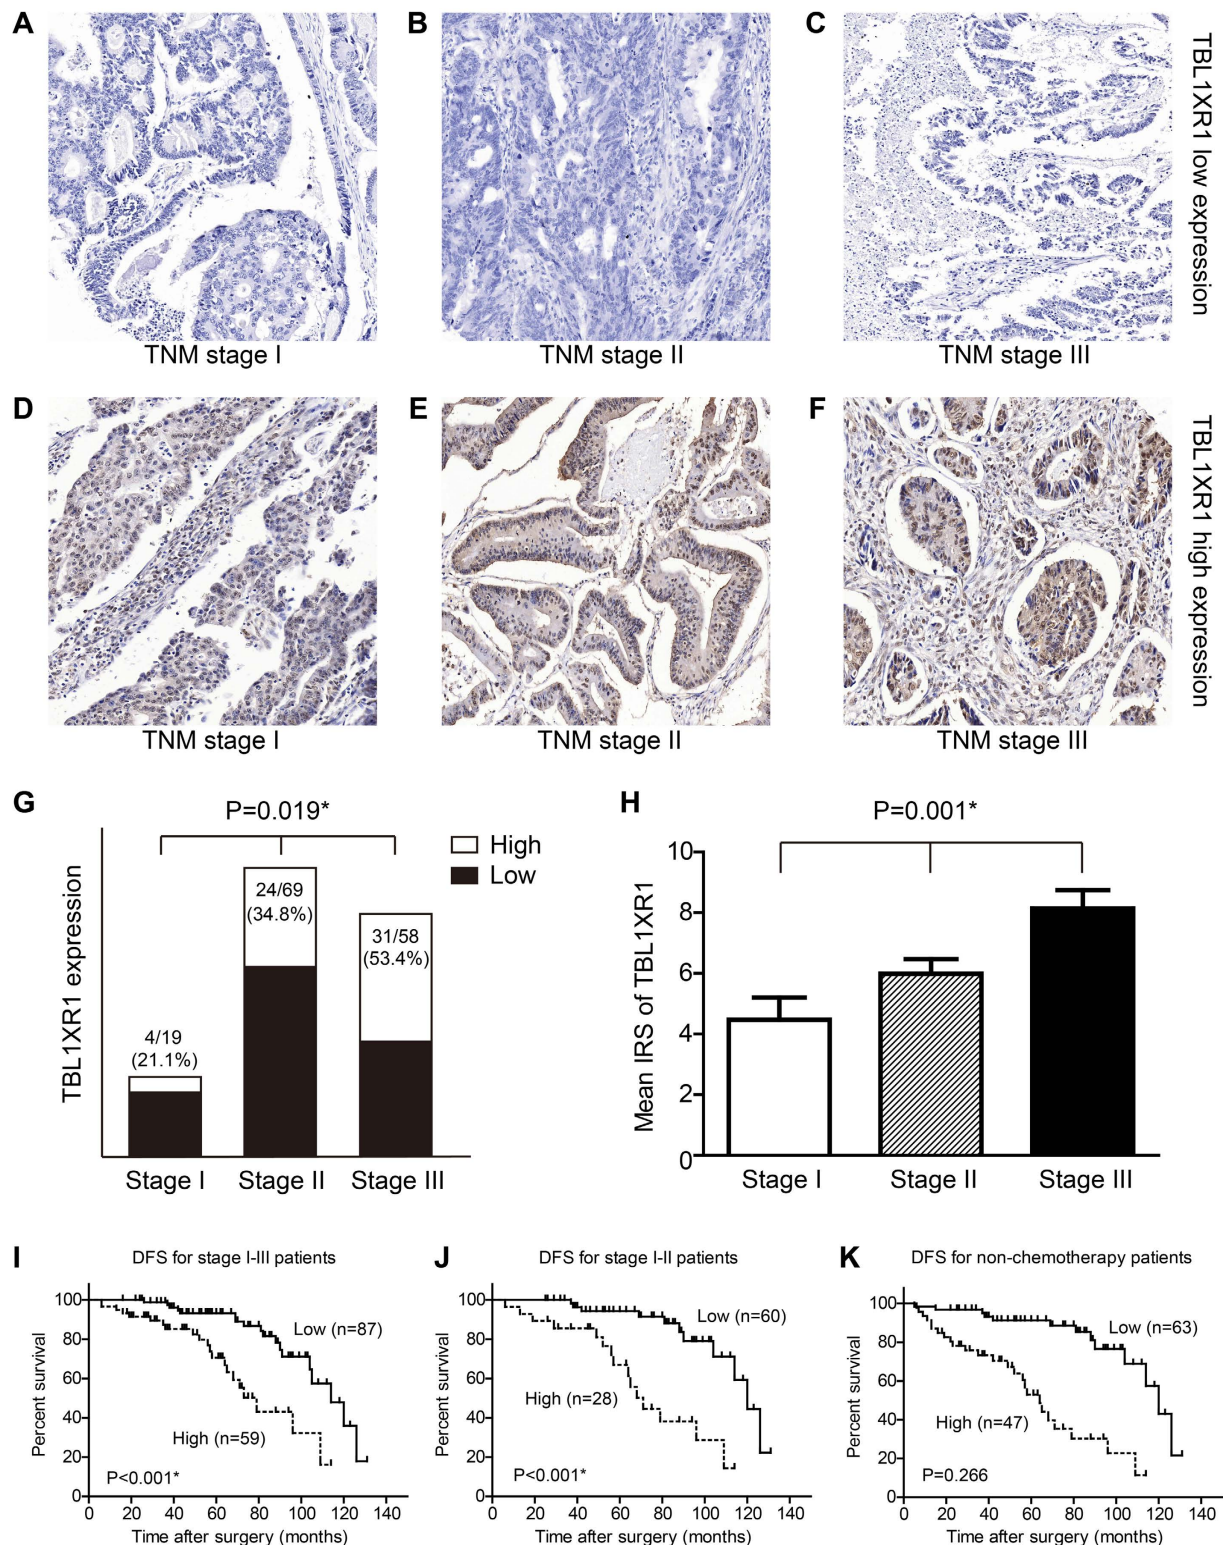 A
B
C
TNM stage I
TNM stage II
TNM stage III
TBL1XR1 low expression
D
E
F
TNM stage I
TNM stage II
TNM stage III
TBL1XR1 high expression
G
P=0.019*
High
Low
TBL1XR1 expression
4/19
(21.1%)
24/69
(34.8%)
31/58
(53.4%)
Stage I
Stage II
Stage III
H
P=0.001*
Mean IRS of TBL1XR1
10
8
6
4
2
0
Stage I
Stage II
Stage III
I
DFS for stage I-III patients
Percent survival
100
80
60
40
20
0
Low (n=87)
High (n=59)
P<0.001*
0 20 40 60 80 100 120 140
Time after surgery (months)
J
DFS for stage I-II patients
Percent survival
100
80
60
40
20
0
Low (n=60)
High (n=28)
P<0.001*
0 20 40 60 80 100 120 140
Time after surgery (months)
K
DFS for non-chemotherapy patients
Percent survival
100
80
60
40
20
0
Low (n=63)
High (n=47)
P=0.266
0 20 40 60 80 100 120 140
Time after surgery (months)